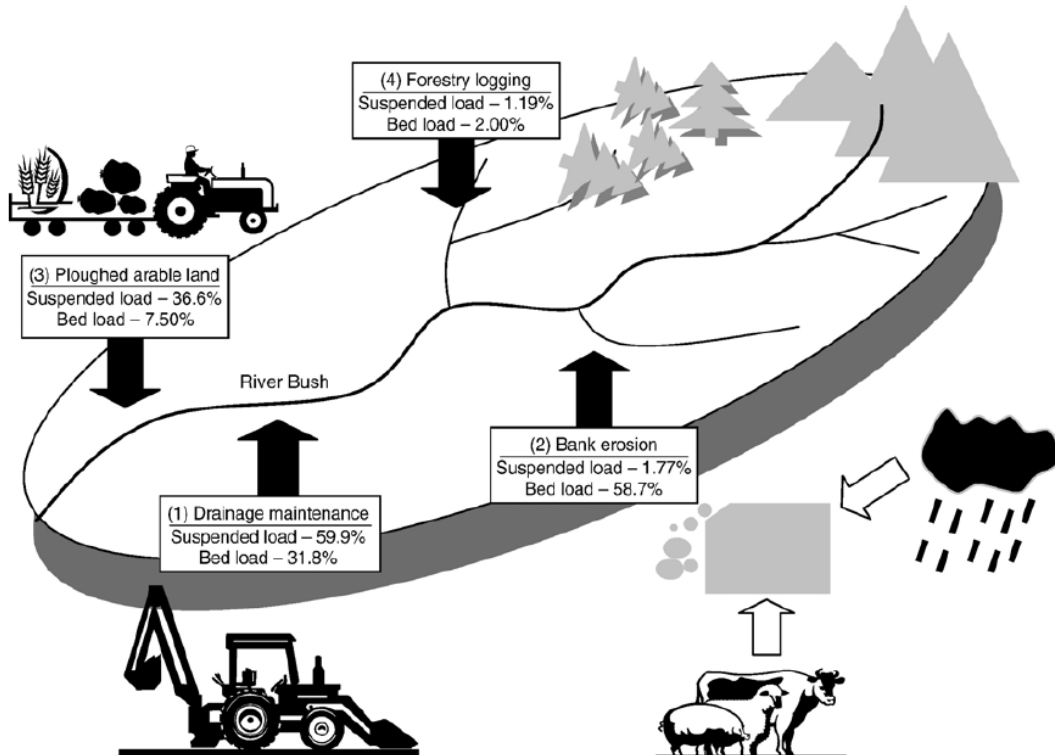 (4) Forestry logging
Suspended load – 1.19%
Bed load – 2.00%
(3) Ploughed arable land
Suspended load – 36.6%
Bed load – 7.50%
River Bush
(2) Bank erosion
Suspended load – 1.77%
Bed load – 58.7%
(1) Drainage maintenance
Suspended load – 59.9%
Bed load – 31.8%